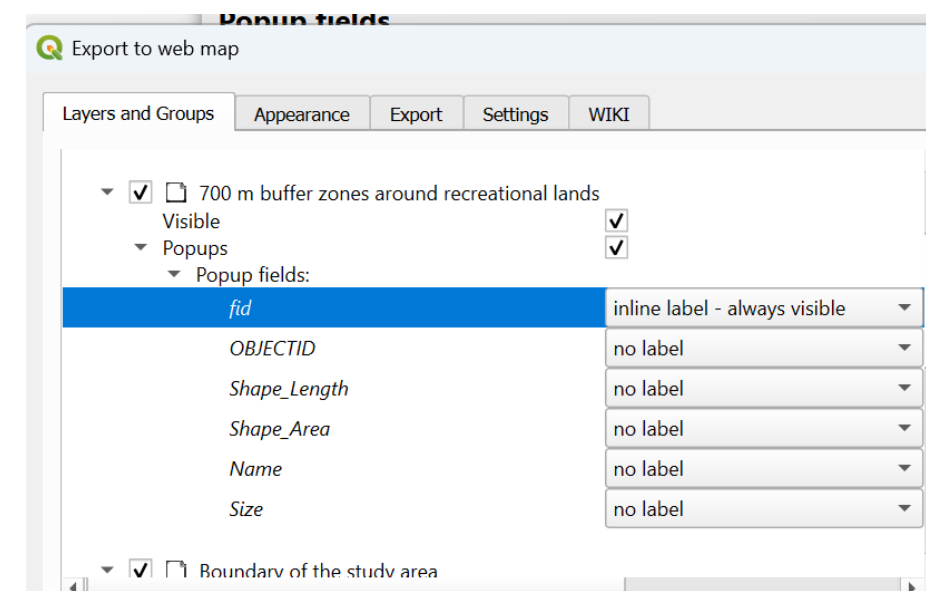 Popup fields
Export to web map
Layers and Groups Appearance Export Settings WIKI
700 m buffer zones around recreational lands
Visible
Popups
Popup fields:
fid inline label - always visible
OBJECTID no label
Shape_Length no label
Shape_Area no label
Name no label
Size no label
Boundary of the study area